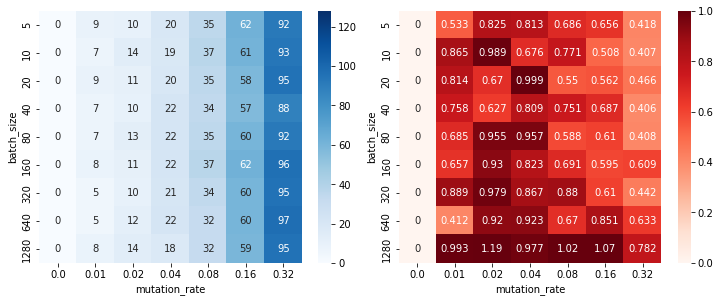 5 0 9 10 20 35 62 92
10 0 7 14 19 37 61 93
20 0 9 11 20 35 58 95
40 0 7 10 22 34 57 88
80 0 7 13 22 35 60 92
160 0 8 11 22 37 62 96
320 0 5 10 21 34 60 95
640 0 5 12 22 32 60 97
1280 0 8 14 18 32 59 95
0.0 0.01 0.02 0.04 0.08 0.16 0.32
mutation_rate
batch_size
120
100
80
60
40
20
0
5 0 0.533 0.825 0.813 0.686 0.656 0.418
10 0 0.865 0.989 0.676 0.771 0.508 0.407
20 0 0.814 0.67 0.999 0.55 0.562 0.466
40 0 0.758 0.627 0.809 0.751 0.687 0.406
80 0 0.685 0.955 0.957 0.588 0.61 0.408
160 0 0.657 0.93 0.823 0.691 0.595 0.609
320 0 0.889 0.979 0.867 0.88 0.61 0.442
640 0 0.412 0.92 0.923 0.67 0.851 0.633
1280 0 0.993 1.19 0.977 1.02 1.07 0.782
0.0 0.01 0.02 0.04 0.08 0.16 0.32
mutation_rate
batch_size
1.0
0.8
0.6
0.4
0.2
0.0